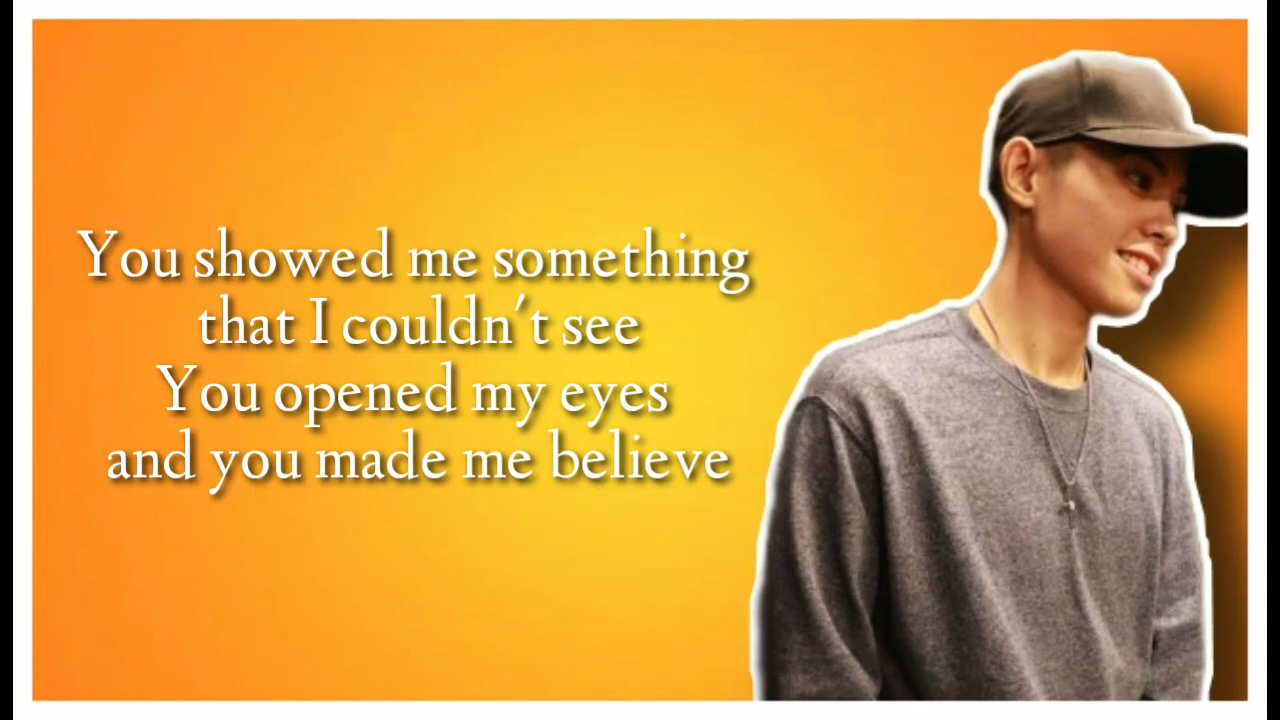 You showed me something
that I couldn´t see
You opened my eyes
and you made me believe